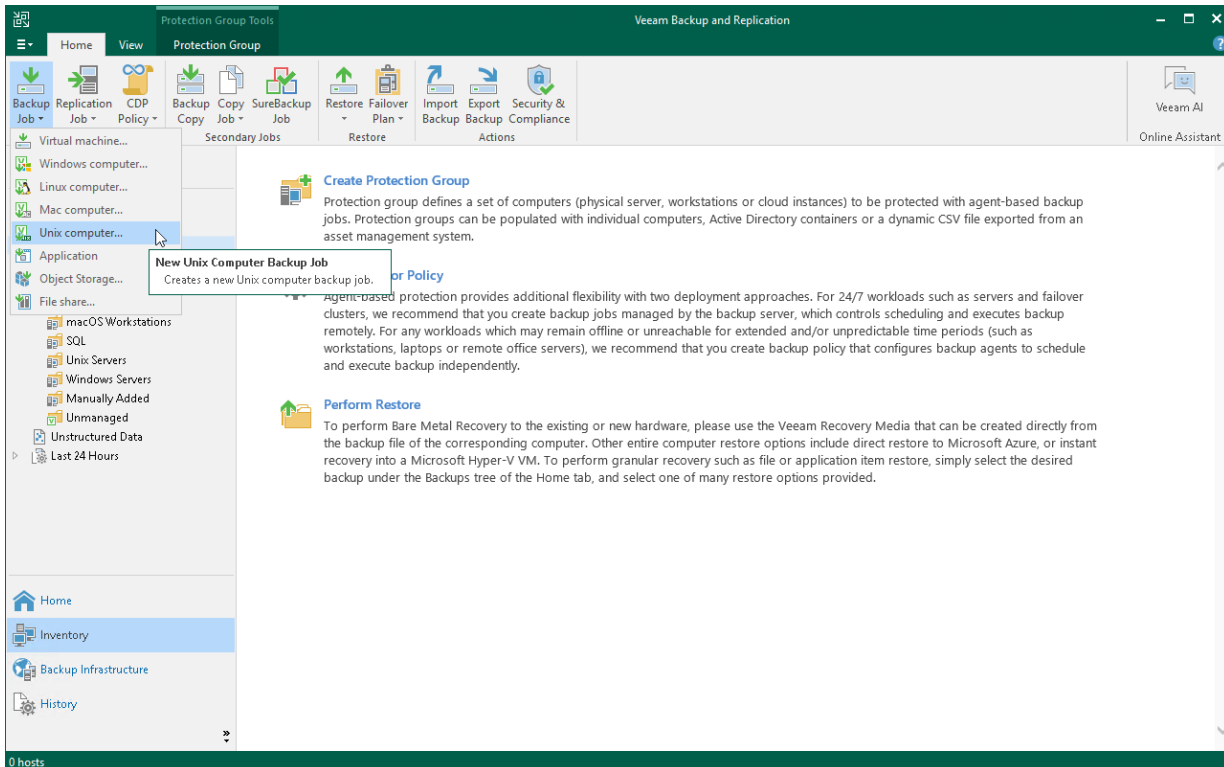 Protection Group Tools
Veeam Backup and Replication
Home View Protection Group
?
Backup Job
Replication Job
CDP Policy
Backup Copy
Copy Job
SureBackup Job
Restore
Failover Plan
Import Backup
Export Backup
Security & Compliance
Veeam AI
Secondary Jobs
Restore
Actions
Online Assistant
Virtual machine...
Windows computer...
Linux computer...
Mac computer...
Unix computer...
Application
Object Storage...
File share...
New Unix Computer Backup Job
Creates a new Unix computer backup job.
macOS Workstations
SQL
Unix Servers
Windows Servers
Manually Added
Unmanaged
Unstructured Data
Last 24 Hours
Home
Inventory
Backup Infrastructure
History
Create Protection Group
Protection group defines a set of computers (physical server, workstations or cloud instances) to be protected with agent-based backup
jobs. Protection groups can be populated with individual computers, Active Directory containers or a dynamic CSV file exported from an
asset management system.
or Policy
Agent-based protection provides additional flexibility with two deployment approaches. For 24/7 workloads such as servers and failover
clusters, we recommend that you create backup jobs managed by the backup server, which controls scheduling and executes backup
remotely. For any workloads which may remain offline or unreachable for extended and/or unpredictable time periods (such as
workstations, laptops or remote office servers), we recommend that you create backup policy that configures backup agents to schedule
and execute backup independently.
Perform Restore
To perform Bare Metal Recovery to the existing or new hardware, please use the Veeam Recovery Media that can be created directly from
the backup file of the corresponding computer. Other entire computer restore options include direct restore to Microsoft Azure, or instant
recovery into a Microsoft Hyper-V VM. To perform granular recovery such as file or application item restore, simply select the desired
backup under the Backups tree of the Home tab, and select one of many restore options provided.
0 hosts